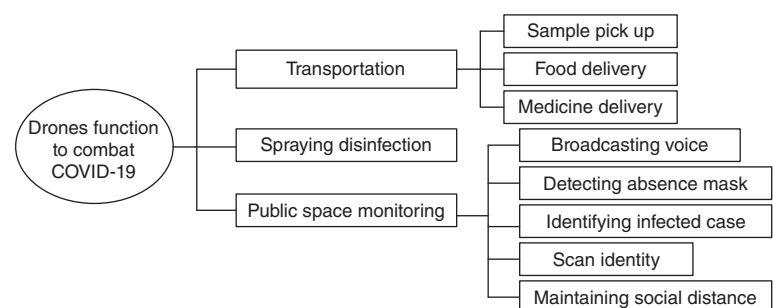 Drones function
to combat
COVID-19
Transportation
Sample pick up
Food delivery
Medicine delivery
Spraying disinfection
Public space monitoring
Broadcasting voice
Detecting absence mask
Identifying infected case
Scan identity
Maintaining social distance